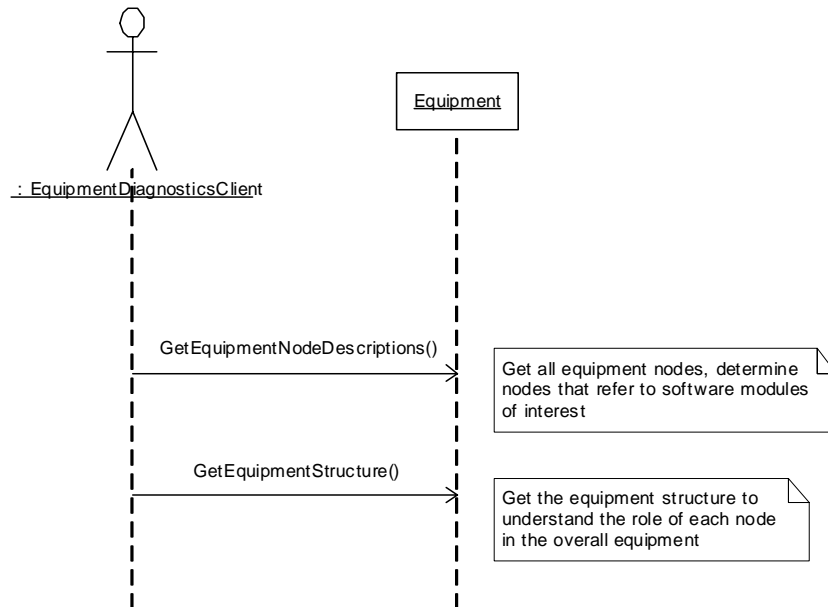 Equipment
: EquipmentDiagnosticsClient
GetEquipmentNodeDescriptions()
Get all equipment nodes, determine
nodes that refer to software modules
of interest
GetEquipmentStructure()
Get the equipment structure to
understand the role of each node
in the overall equipment